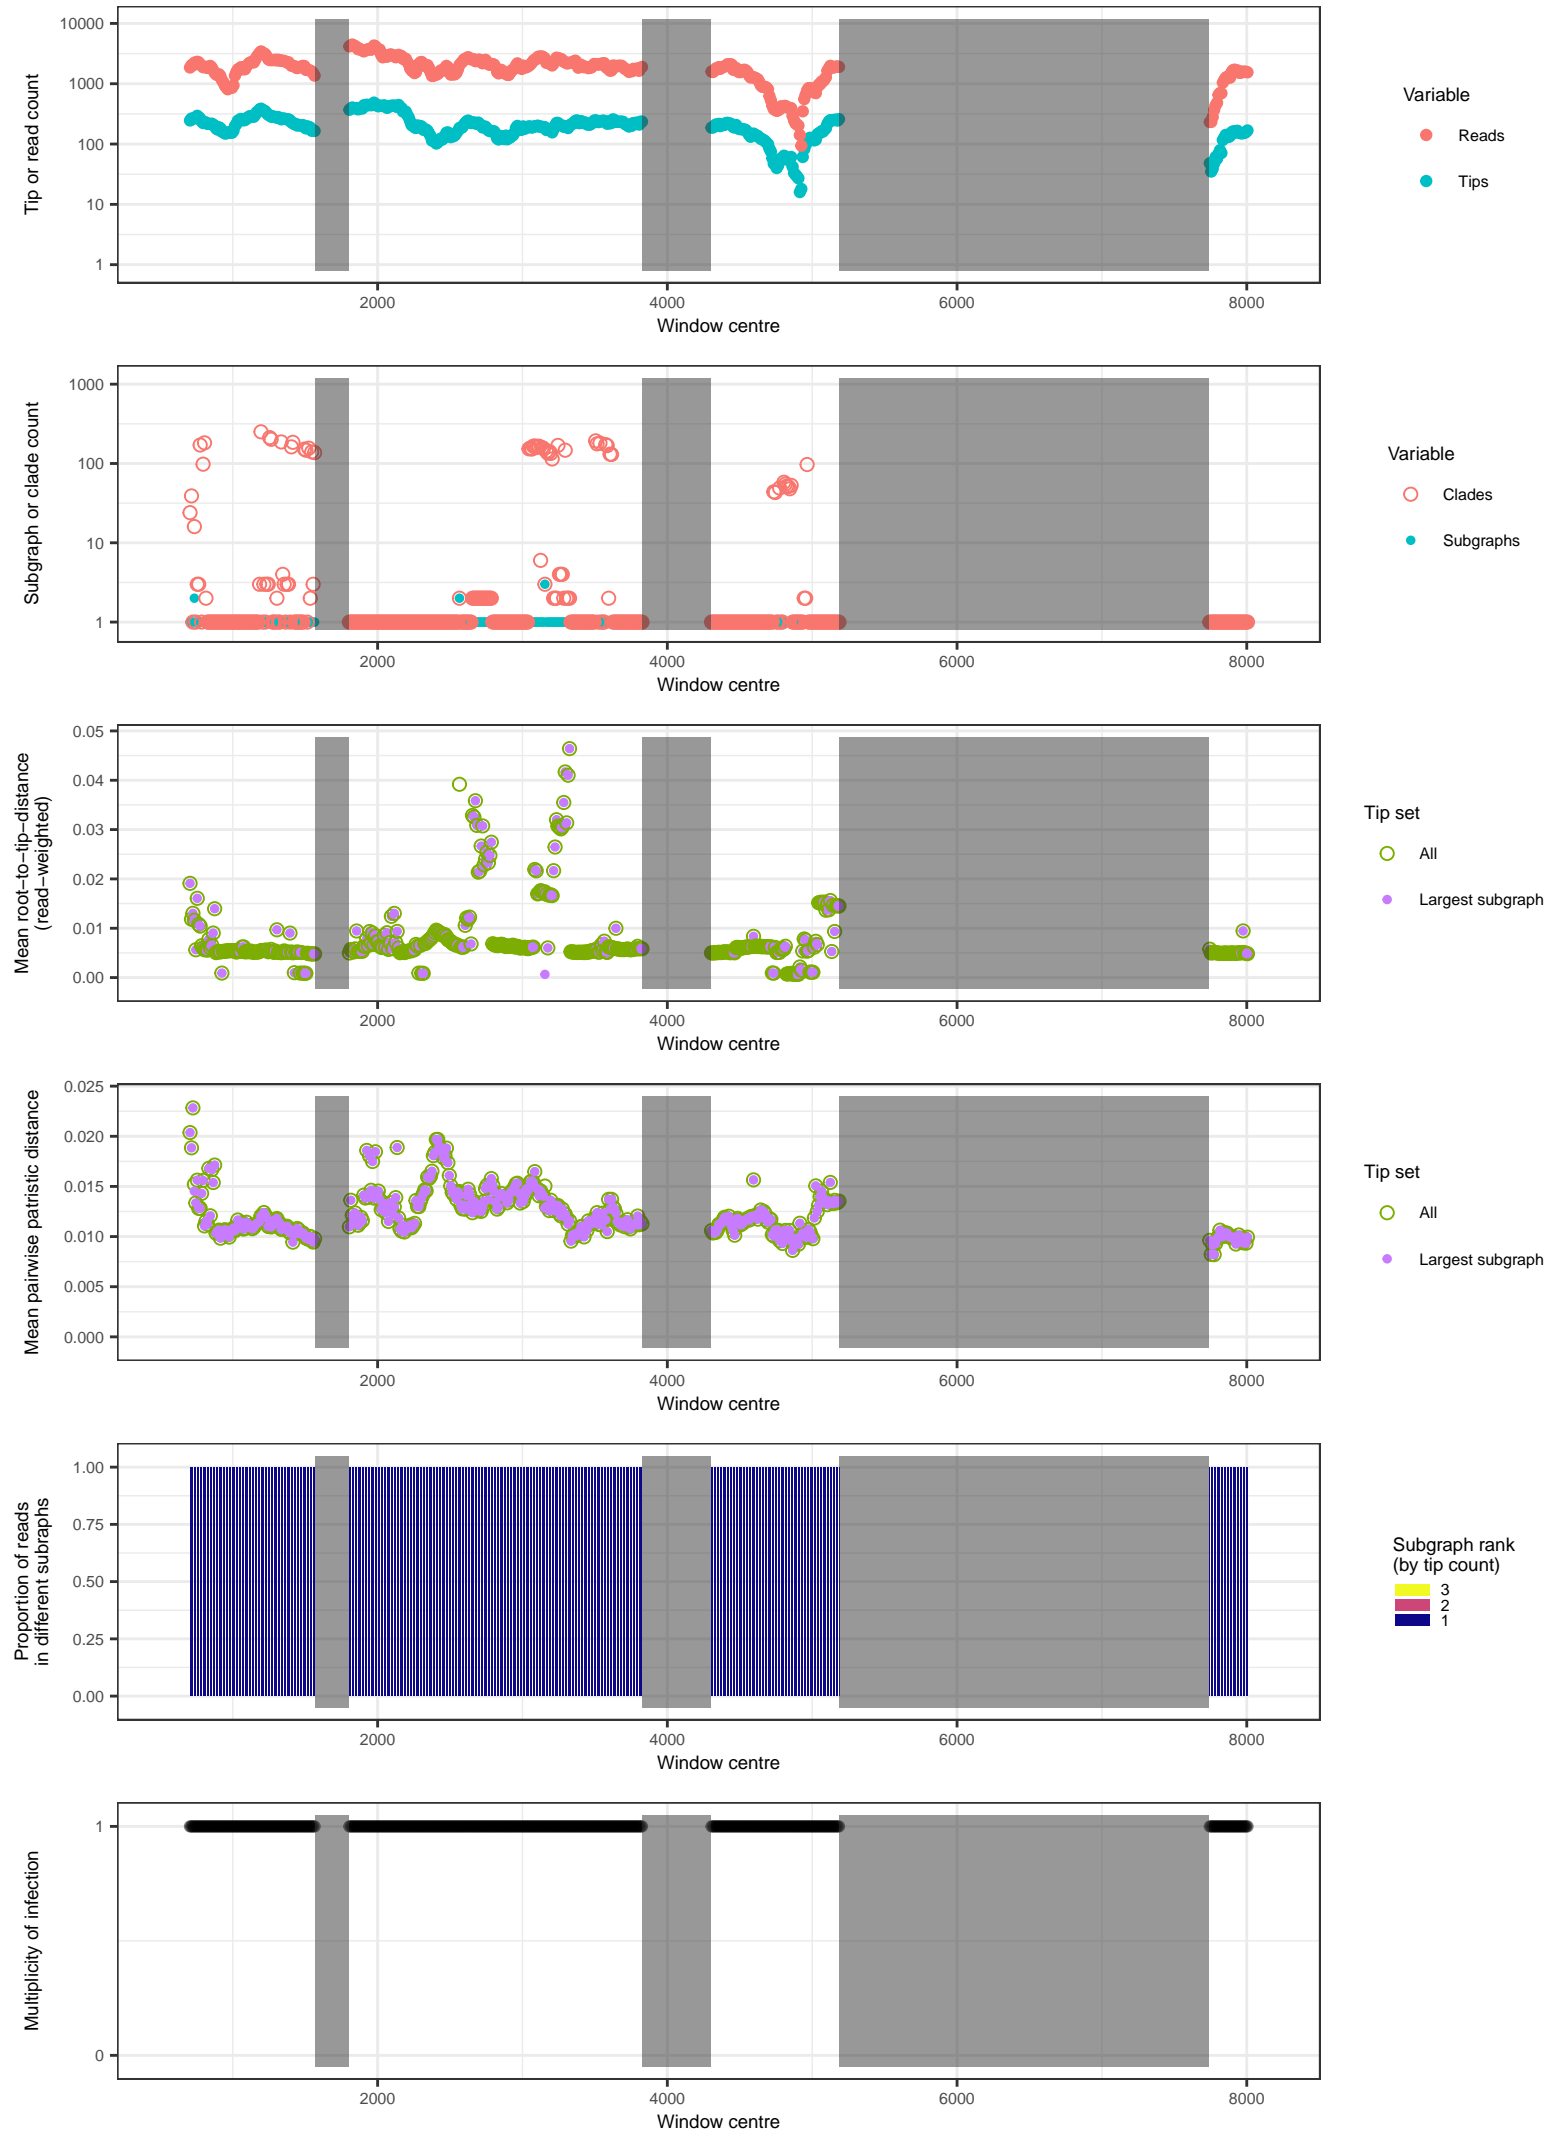 10000
1000
100
10
1
Tip or read count
2000
4000
6000
8000
Window centre
Variable
Reads
Tips
1000
100
10
1
Subgraph or clade count
2000
4000
6000
8000
Window centre
Variable
Clades
Subgraphs
0.05
0.04
0.03
0.02
0.01
0.00
Mean root−to−tip−distance
(read−weighted)
2000
4000
6000
8000
Window centre
Tip set
All
Largest subgraph
0.025
0.020
0.015
0.010
0.005
0.000
Mean pairwise patristic distance
2000
4000
6000
8000
Window centre
Tip set
All
Largest subgraph
1.00
0.75
0.50
0.25
0.00
Proportion of reads
in different subraphs
2000
4000
6000
8000
Window centre
Subgraph rank
(by tip count)
3
2
1
1
0
Multiplicity of infection
2000
4000
6000
8000
Window centre